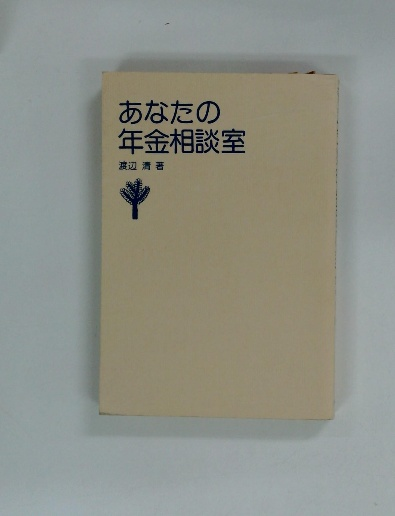 あなたの
年金相談室
渡辺 清 著